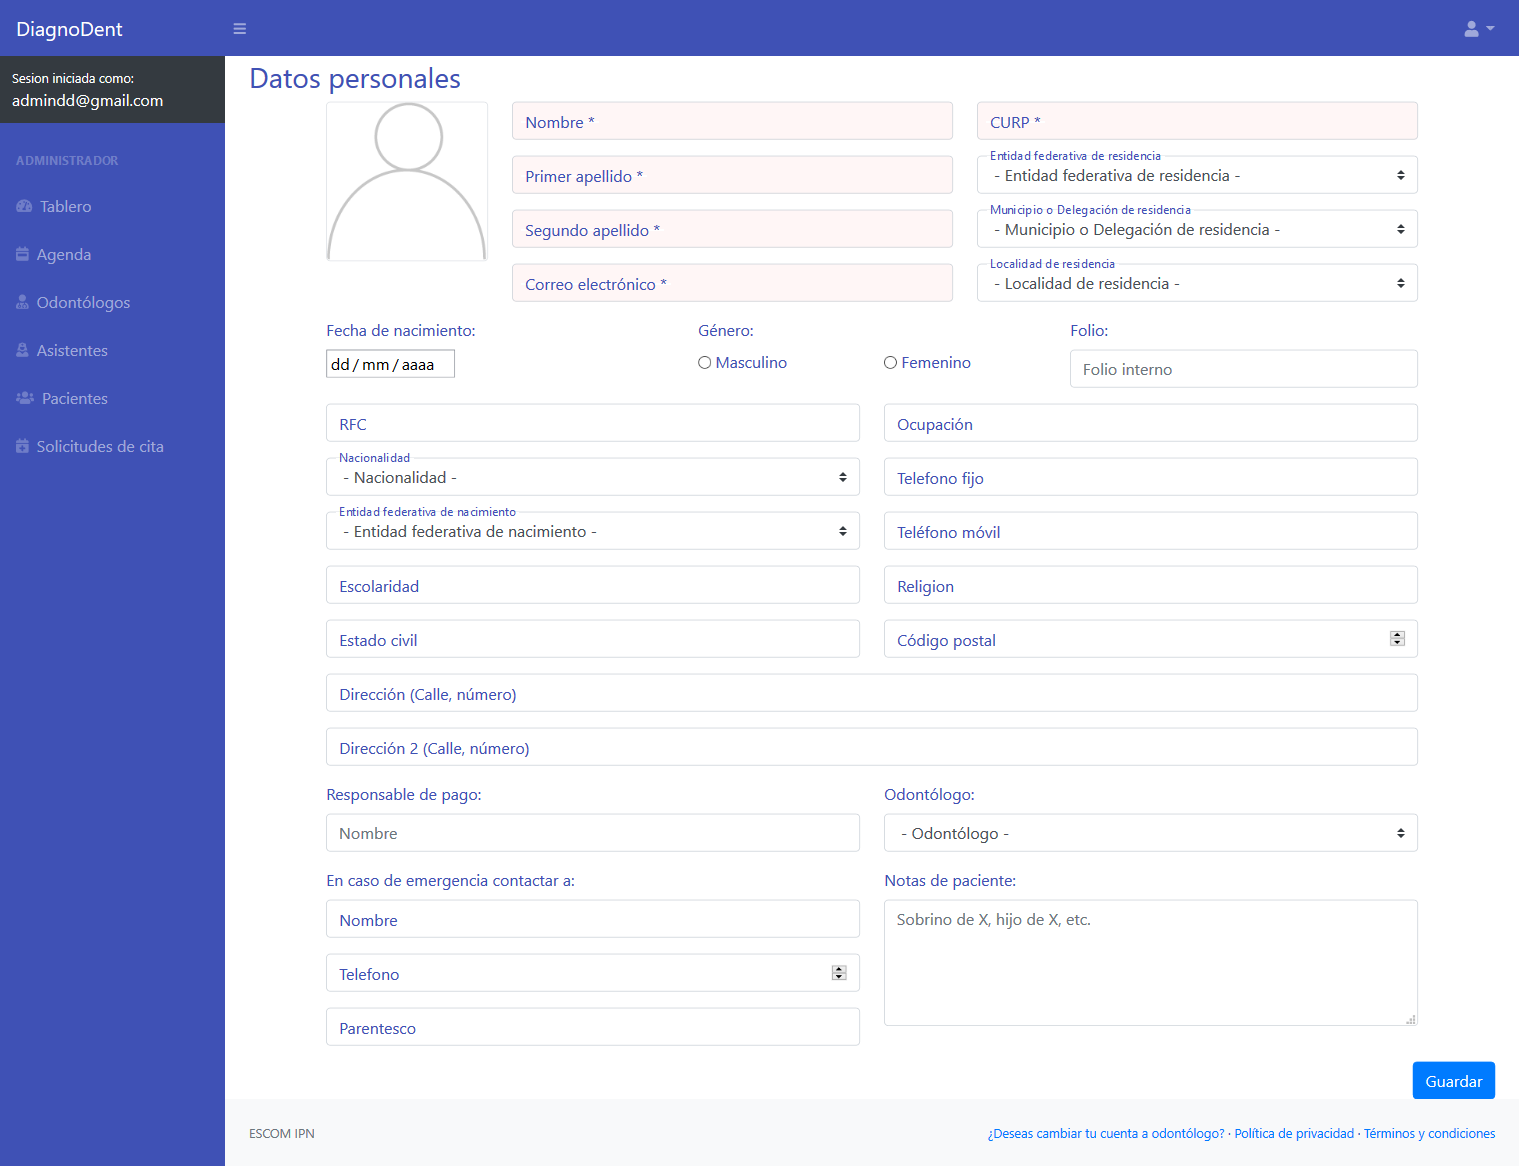 DiagnoDent
Sesion iniciada como:
admindd@gmail.com
ADMINISTRADOR
Tablero
Agenda
Odontólogos
Asistentes
Pacientes
Solicitudes de cita
Datos personales
Nombre *
CURP *
Primer apellido *
Entidad federativa de residencia
- Entidad federativa de residencia -
Segundo apellido *
Municipio o Delegación de residencia
- Municipio o Delegación de residencia -
Correo electrónico *
Localidad de residencia
- Localidad de residencia -
Fecha de nacimiento:
dd / mm / aaaa
Género:
Masculino
Femenino
Folio:
Folio interno
RFC
Ocupación
Nacionalidad
- Nacionalidad -
Telefono fijo
Entidad federativa de nacimiento
- Entidad federativa de nacimiento -
Teléfono móvil
Escolaridad
Religion
Estado civil
Código postal
Dirección (Calle, número)
Dirección 2 (Calle, número)
Responsable de pago:
Nombre
Odontólogo:
- Odontólogo -
En caso de emergencia contactar a:
Nombre
Telefono
Parentesco
Notas de paciente:
Sobrino de X, hijo de X, etc.
Guardar
ESCOM IPN
¿Deseas cambiar tu cuenta a odontólogo? · Política de privacidad · Términos y condiciones